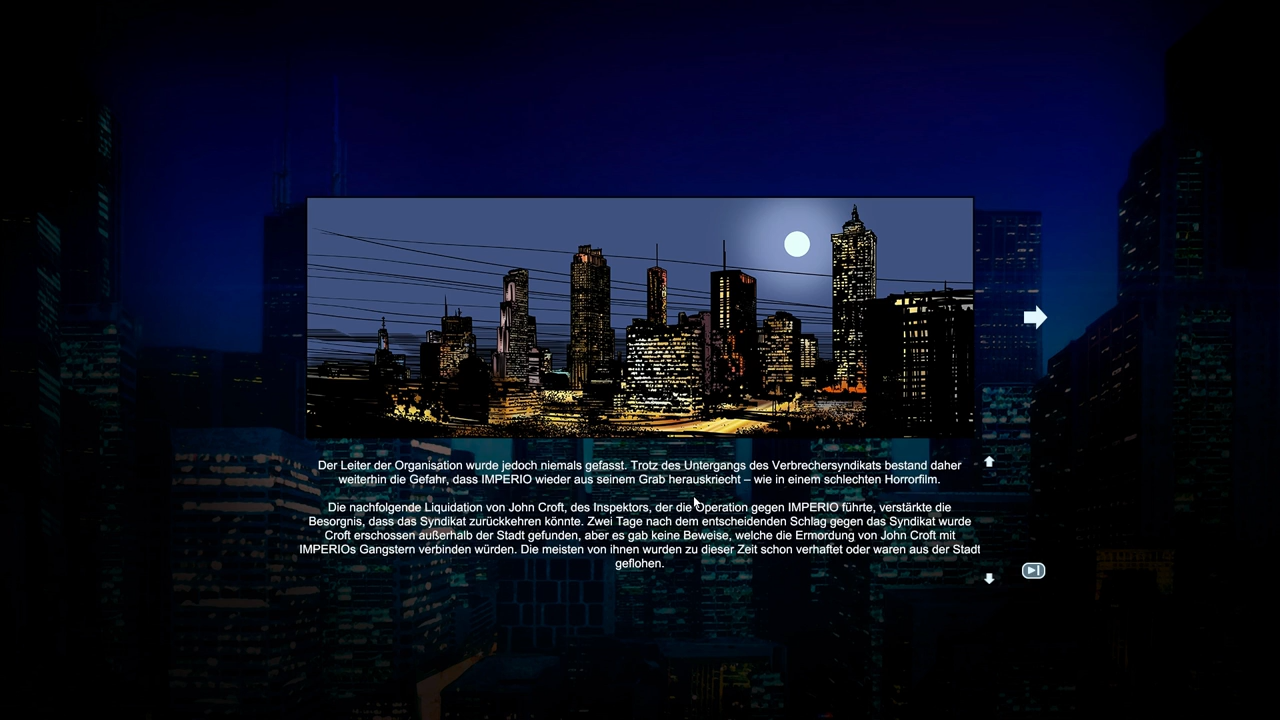 Der Leiter der Organisation wurde jedoch niemals gefasst. Trotz des Untergangs des Verbrechersyndikats bestand daher
weiterhin die Gefahr, dass IMPERIO wieder aus seinem Grab herauskriecht – wie in einem schlechten Horrorfilm.
Die nachfolgende Liquidation von John Croft, des Inspektors, der die Operation gegen IMPERIO führte, verstärkte die
Besorgnis, dass das Syndikat zurückkehren könnte. Zwei Tage nach dem entscheidenden Schlag gegen das Syndikat wurde
Croft erschossen außerhalb der Stadt gefunden, aber es gab keine Beweise, welche die Ermordung von John Croft mit
IMPERIOs Gangstern verbinden würden. Die meisten von ihnen wurden zu dieser Zeit schon verhaftet oder waren aus der Stadt
geflohen.